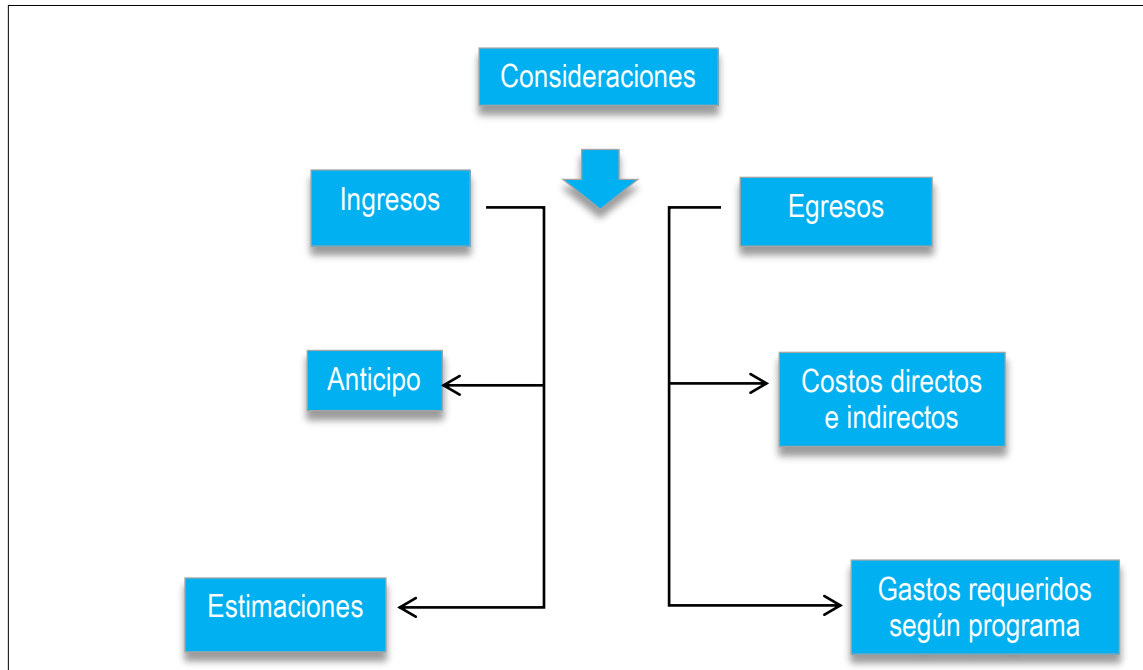 Consideraciones
Ingresos
Egresos
Anticipo
Costos directos
e indirectos
Estimaciones
Gastos requeridos
según programa